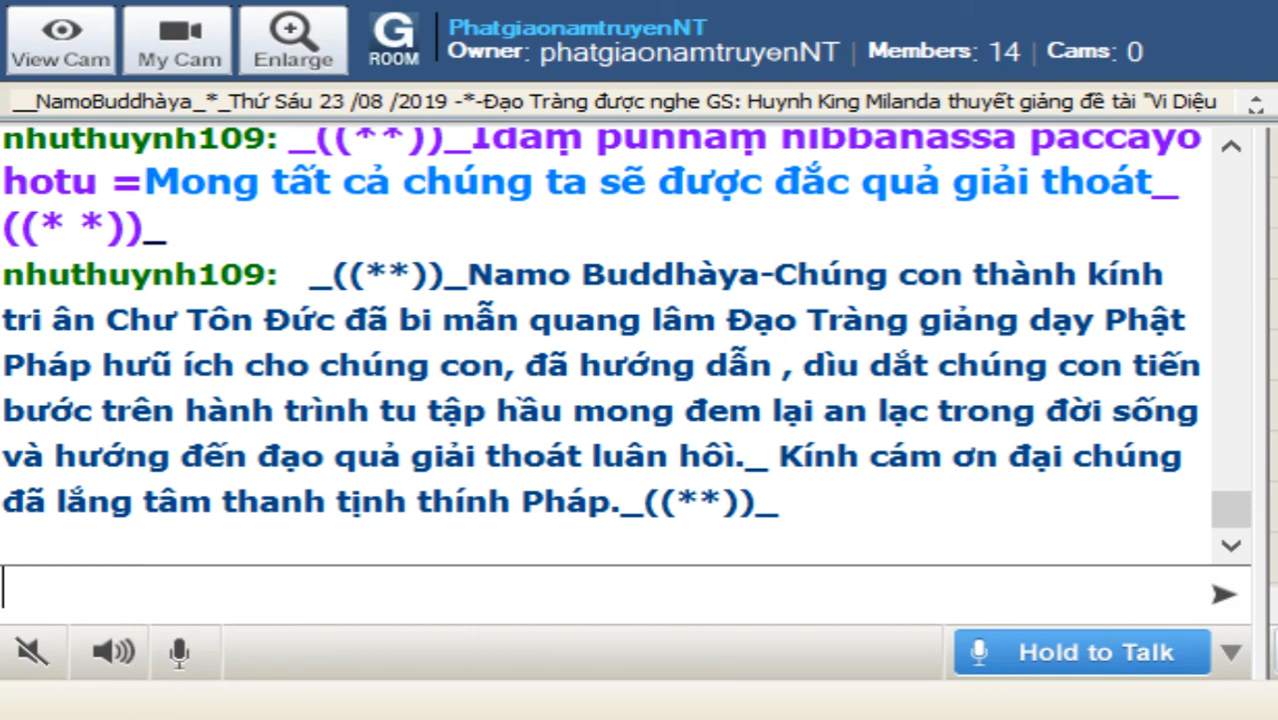 PhatgiaonamtruyenNT
View Cam
My Cam
Enlarge
G
ROOM
Owner: phatgiaonamtruyenNT | Members: 14 | Cams: 0
__NamoBuddhàya_*_Thứ Sáu 23 /08 /2019 -*-Đạo Tràng được nghe GS: Huynh King Milanda thuyết giảng đề tài "Vi Diệu
nhuthuynh109: _((**))_Idaṃ puññaṃ nibbānassa paccayo
hotu =Mong tất cả chúng ta sẽ được đắc quả giải thoát_
((* *))_
nhuthuynh109: _((**))_Namo Buddhàya-Chúng con thành kính
tri ân Chư Tôn Đức đã bi mẫn quang lâm Đạo Tràng giảng dạy Phật
Pháp hưũ ích cho chúng con, đã hướng dẫn , dìu dắt chúng con tiến
bước trên hành trình tu tập hầu mong đem lại an lạc trong đời sống
và hướng đến đạo quả giải thoát luân hồi._ Kính cám ơn đại chúng
đã lắng tâm thanh tịnh thính Pháp._((**))_
Hold to Talk